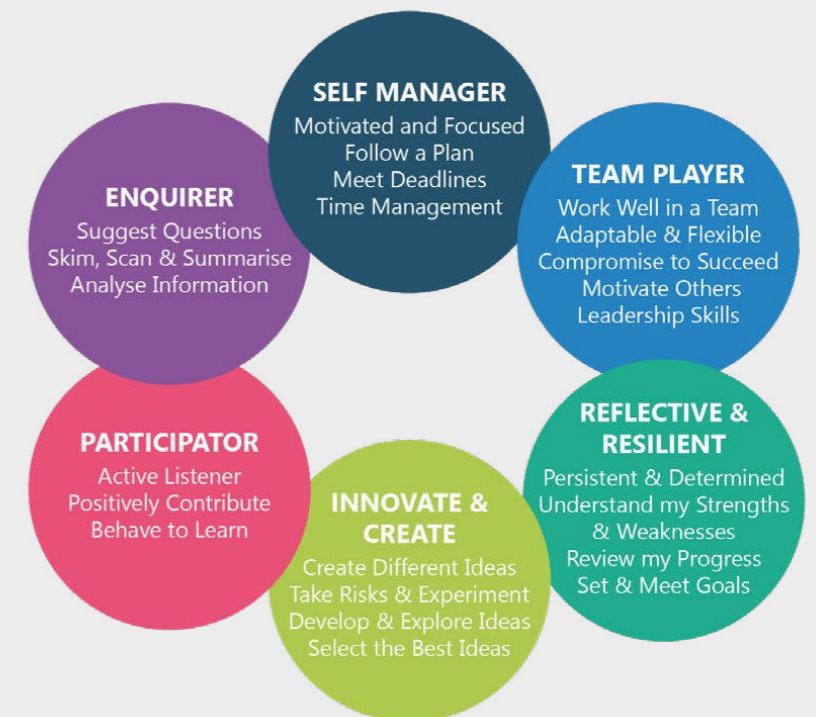 SELF MANAGER
Motivated and Focused
Follow a Plan
Meet Deadlines
Time Management
TEAM PLAYER
Work Well in a Team
Adaptable & Flexible
Compromise to Succeed
Motivate Others
Leadership Skills
REFLECTIVE &
RESILIENT
Persistent & Determined
Understand my Strengths
& Weaknesses
Review my Progress
Set & Meet Goals
INNOVATE &
CREATE
Create Different Ideas
Take Risks & Experiment
Develop & Explore Ideas
Select the Best Ideas
PARTICIPATOR
Active Listener
Positively Contribute
Behave to Learn
ENQUIRER
Suggest Questions
Skim, Scan & Summarise
Analyse Information